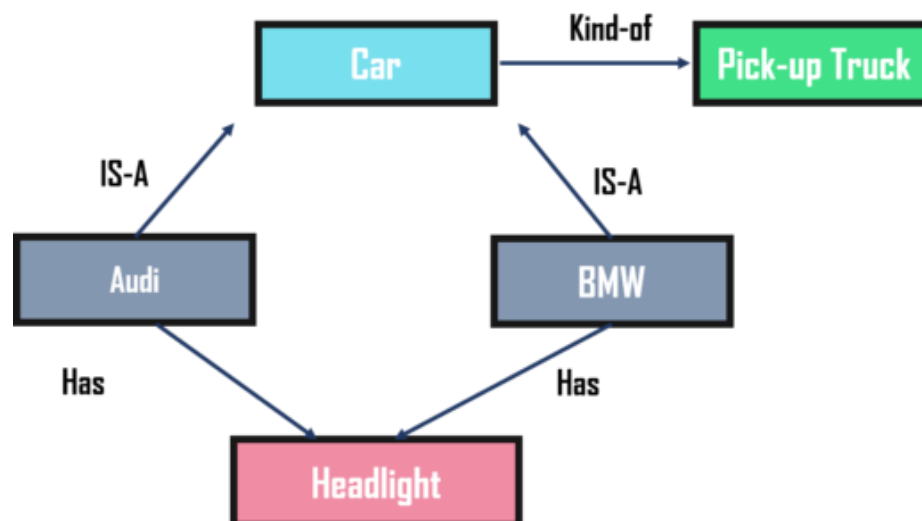 Kind-of
Car
Pick-up Truck
IS-A
IS-A
Audi
BMW
Has
Has
Headlight